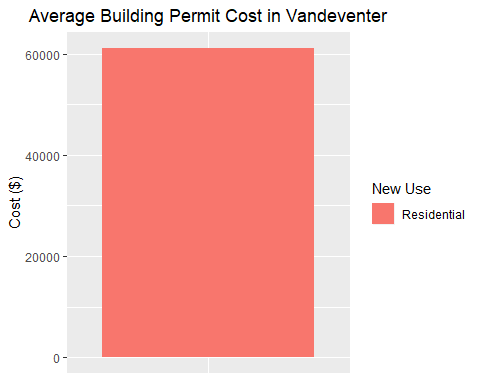 Average Building Permit Cost in Vandeventer
60000
40000
20000
0
Cost ($)
New Use
Residential